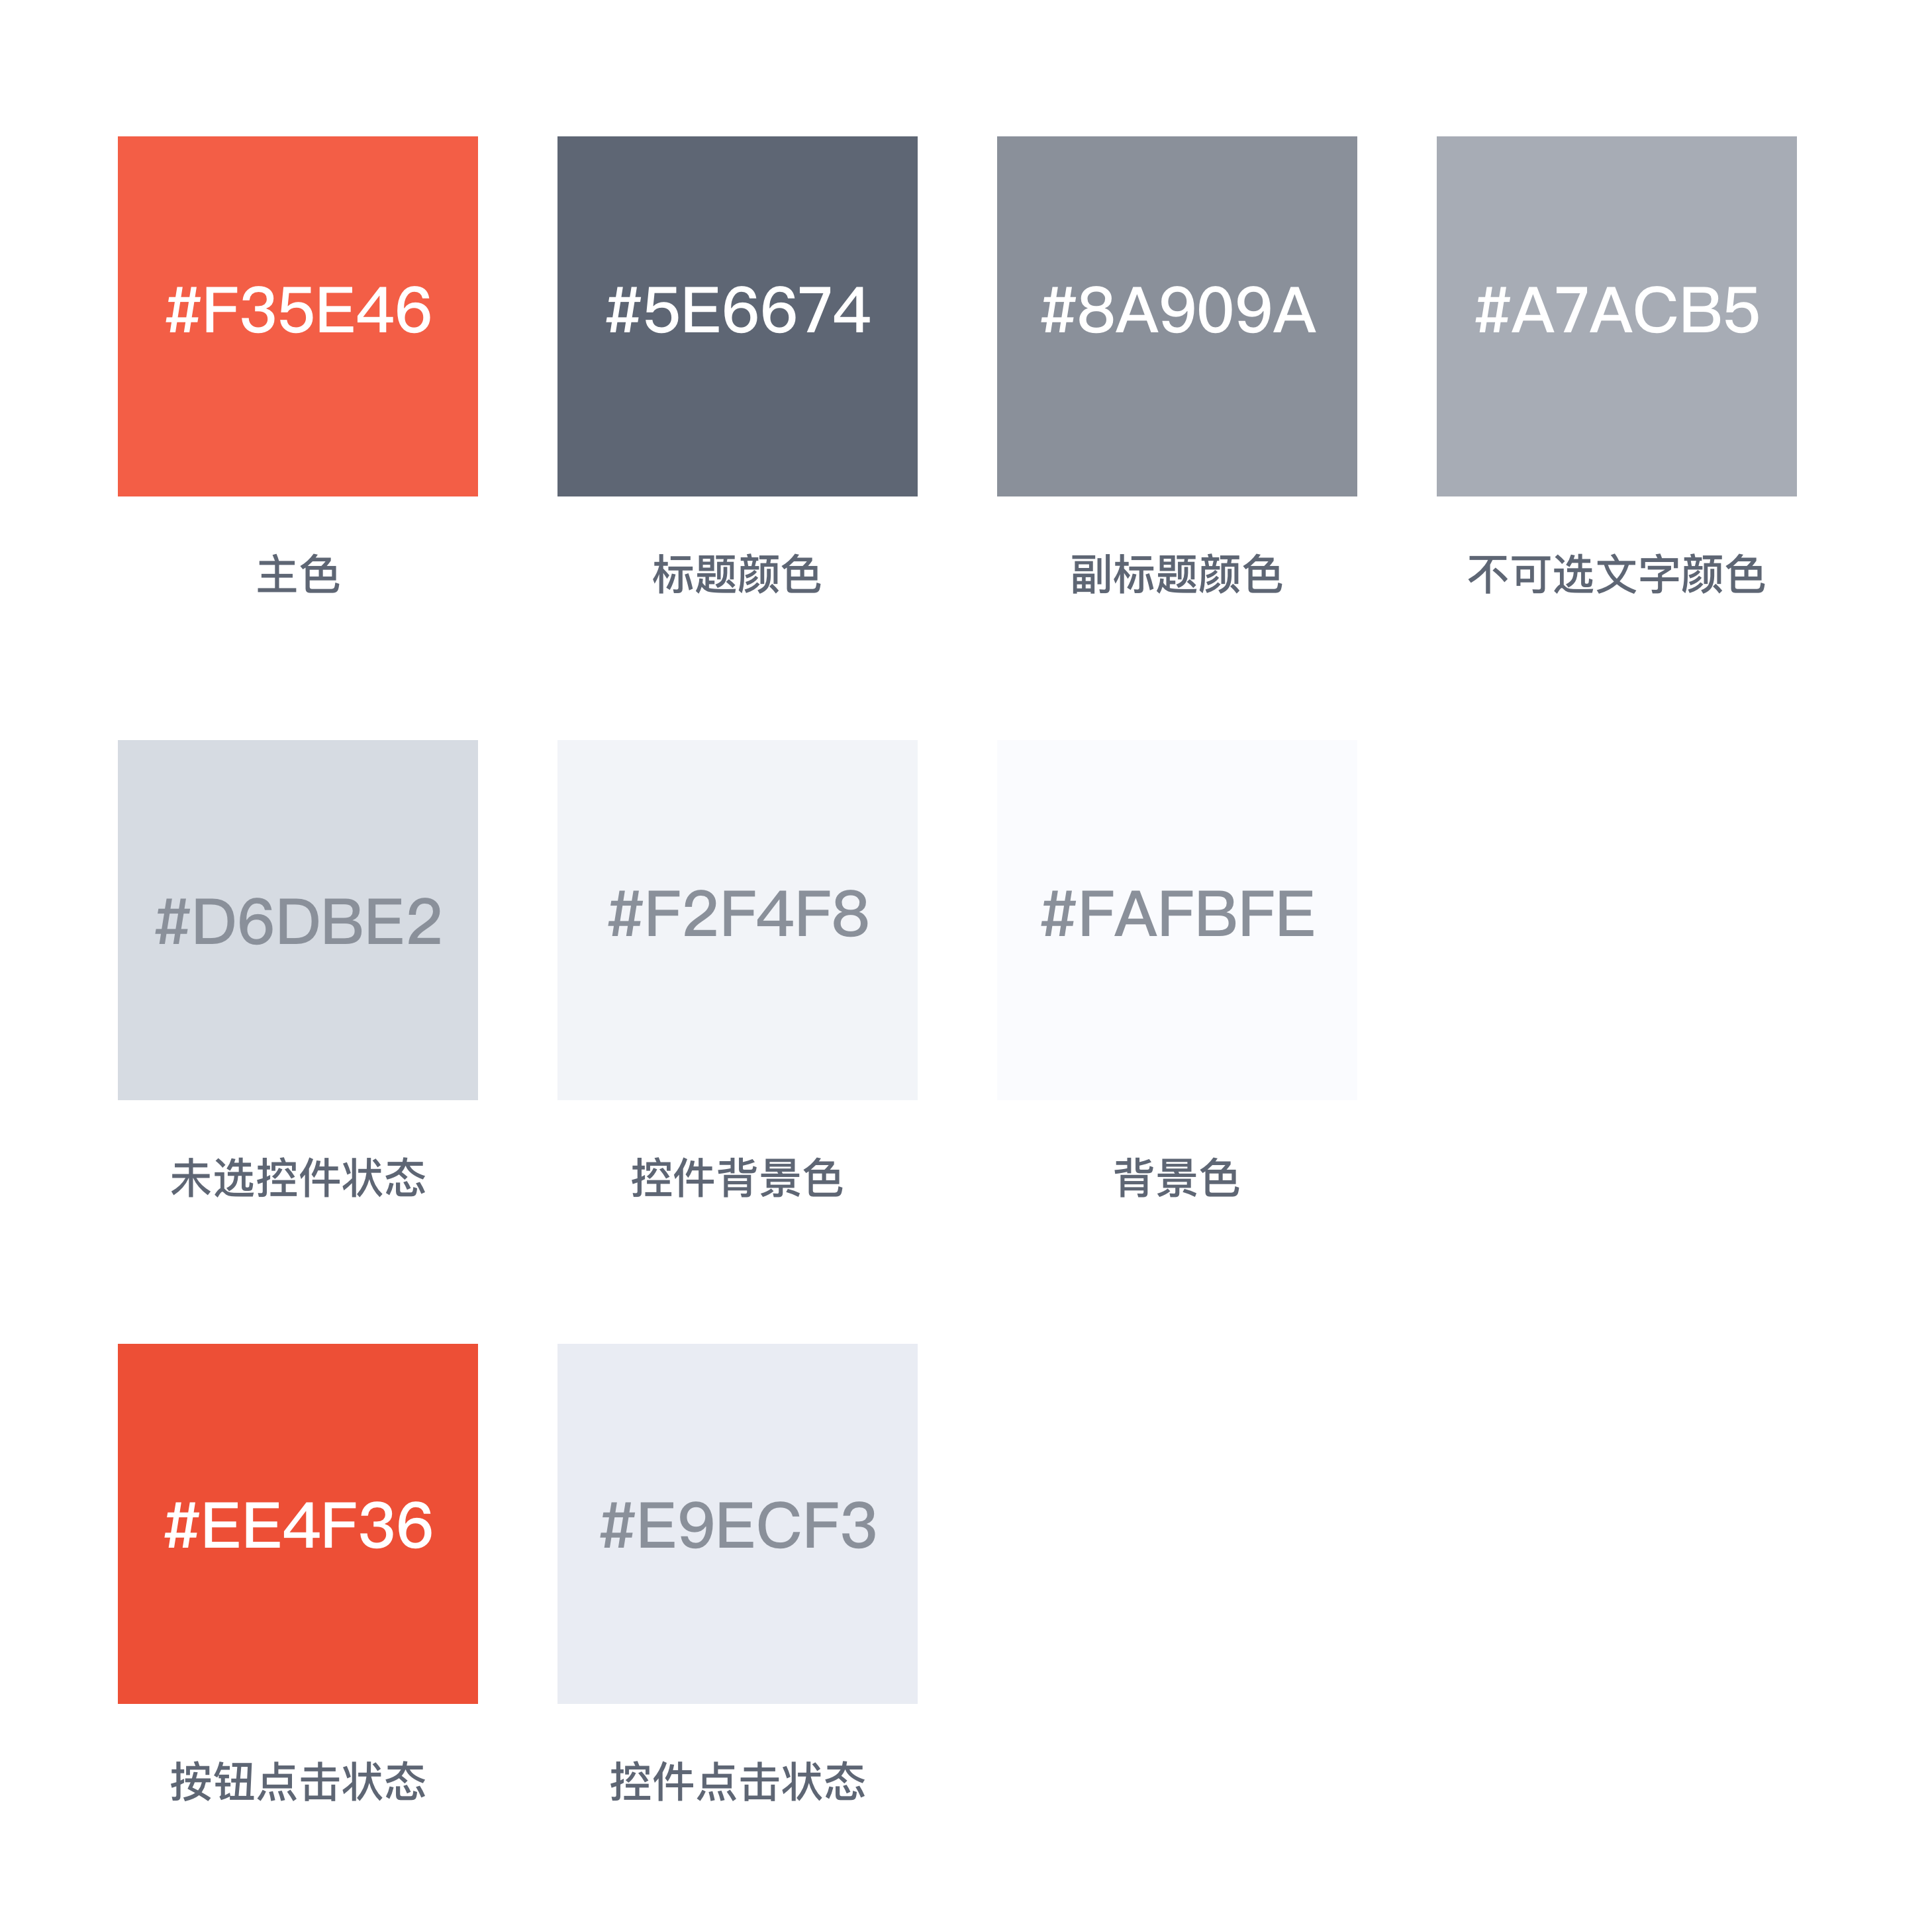 #F35E46
#5E6674
#8A909A
#A7ACB5
主色
标题颜色
副标题颜色
不可选文字颜色
#D6DBE2
#F2F4F8
#FAFBFE
未选控件状态
控件背景色
背景色
#EE4F36
#E9ECF3
按钮点击状态
控件点击状态